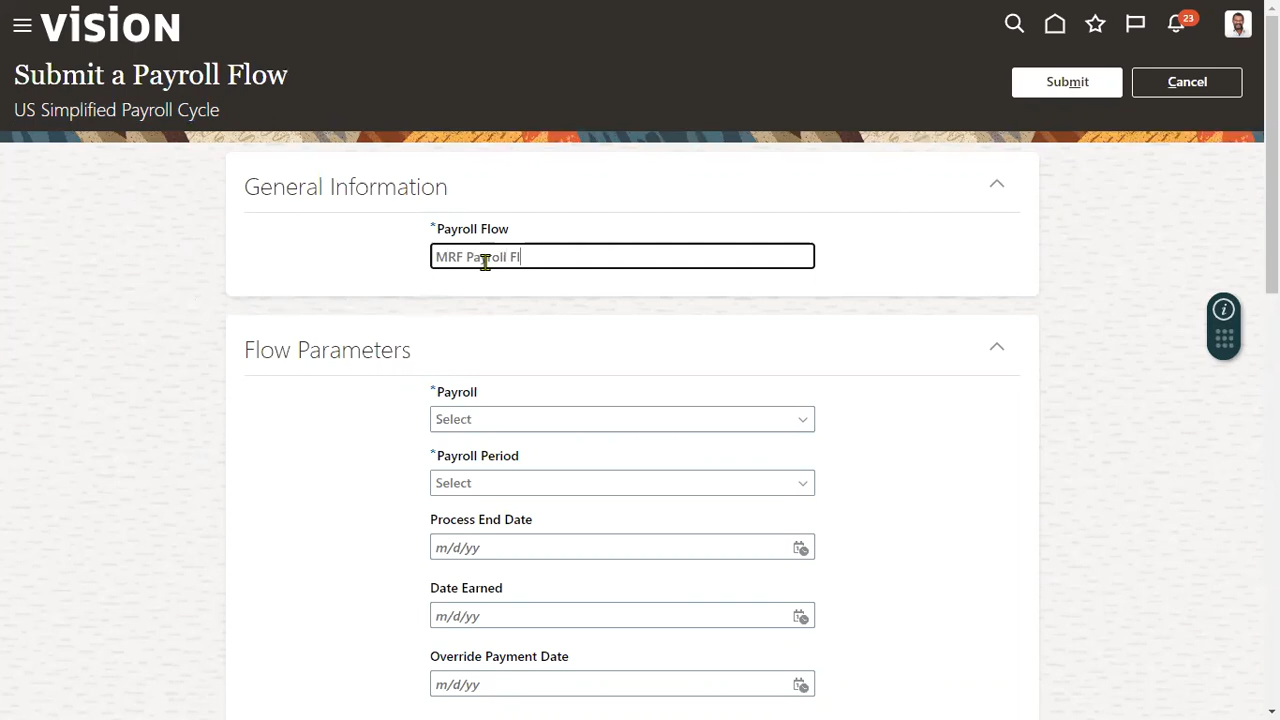 vision
23
Submit a Payroll Flow
Submit
Cancel
US Simplified Payroll Cycle
General Information
*Payroll Flow
MRF Payroll Fl
Flow Parameters
*Payroll
Select
*Payroll Period
Select
Process End Date
m/d/yy
Date Earned
m/d/yy
Override Payment Date
m/d/yy